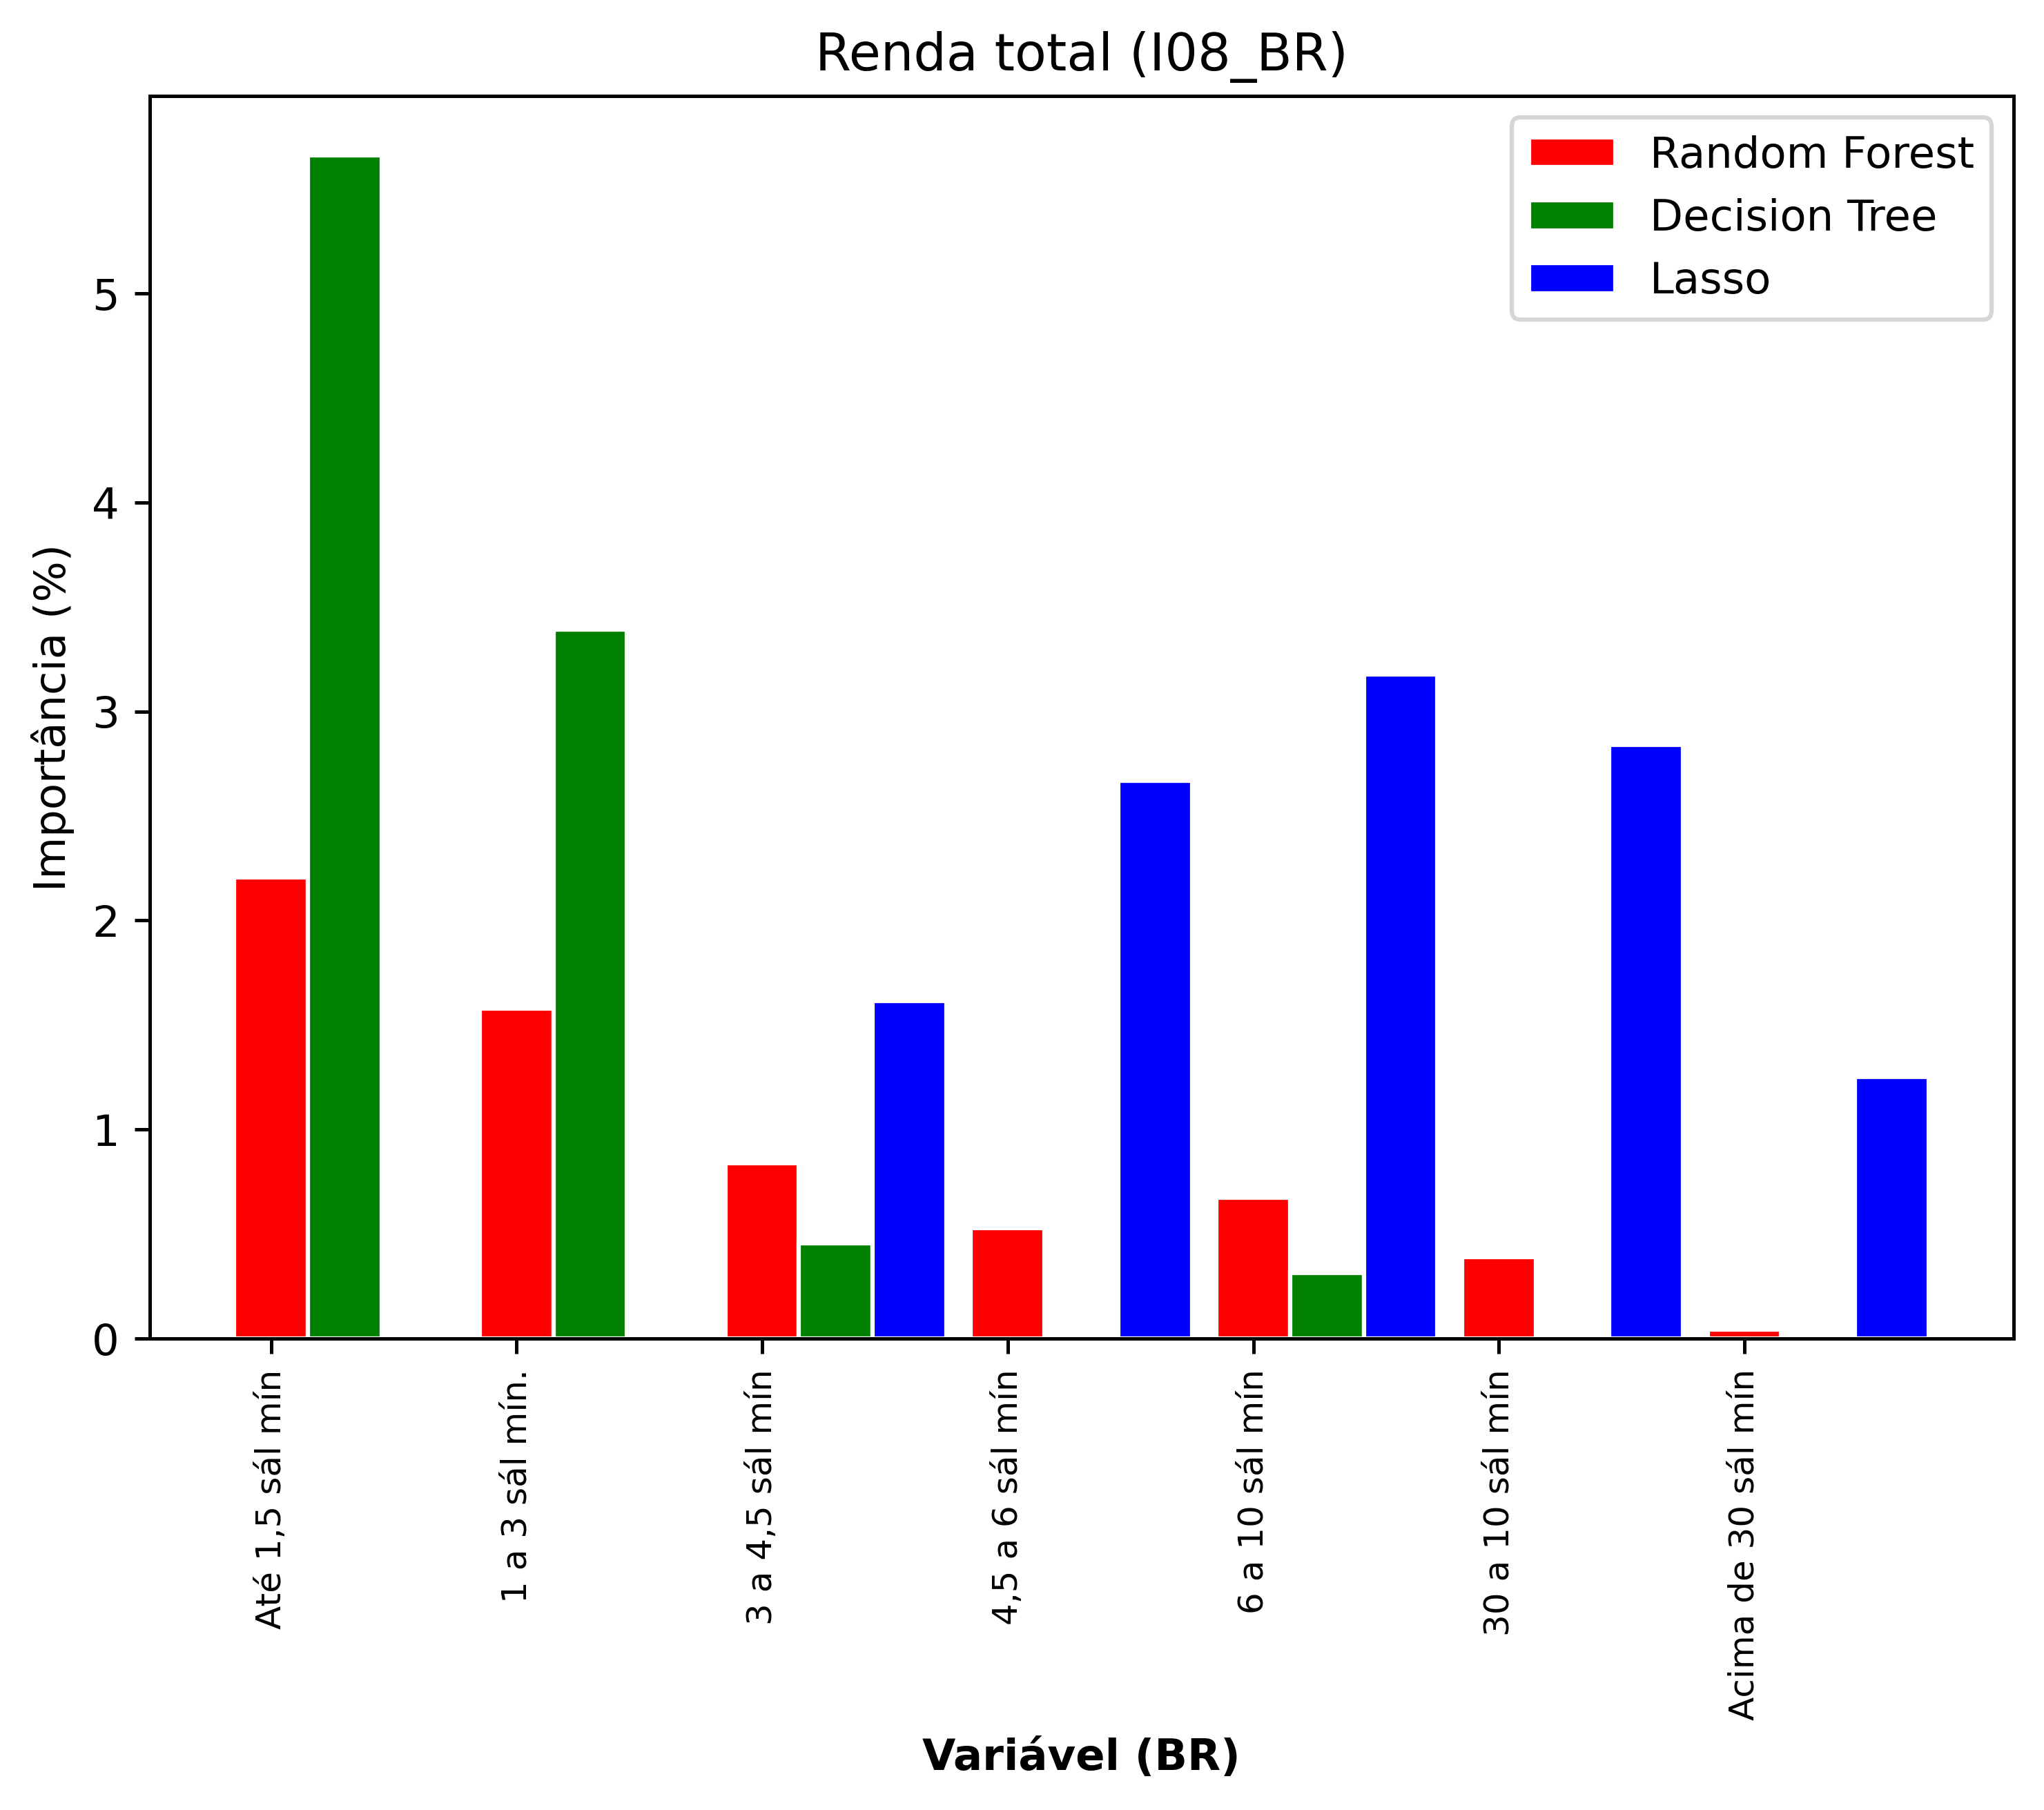 Renda total (I08_BR)
Random Forest
Decision Tree
Lasso
Importância (%)
5
4
3
2
1
0
Até 1,5 sál mín
1 a 3 sál mín.
3 a 4,5 sál mín
4,5 a 6 sál mín
6 a 10 sál mín
30 a 10 sál mín
Acima de 30 sál mín
Variável (BR)